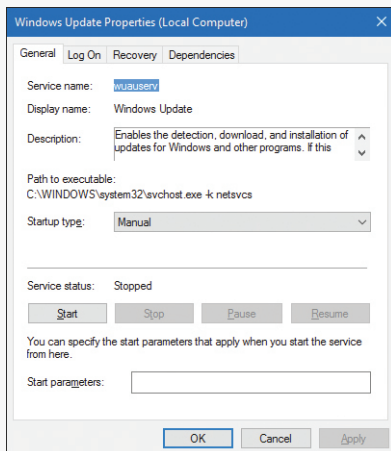 Windows Update Properties (Local Computer)
General Log On Recovery Dependencies
Service name: wuauserv
Display name: Windows Update
Description: Enables the detection, download, and installation of
updates for Windows and other programs. If this
Path to executable:
C:\WINDOWS\system32\svchost.exe -k netsvcs
Startup type: Manual
Service status: Stopped
Start Stop Pause Resume
You can specify the start parameters that apply when you start the service
from here.
Start parameters:
OK Cancel Apply